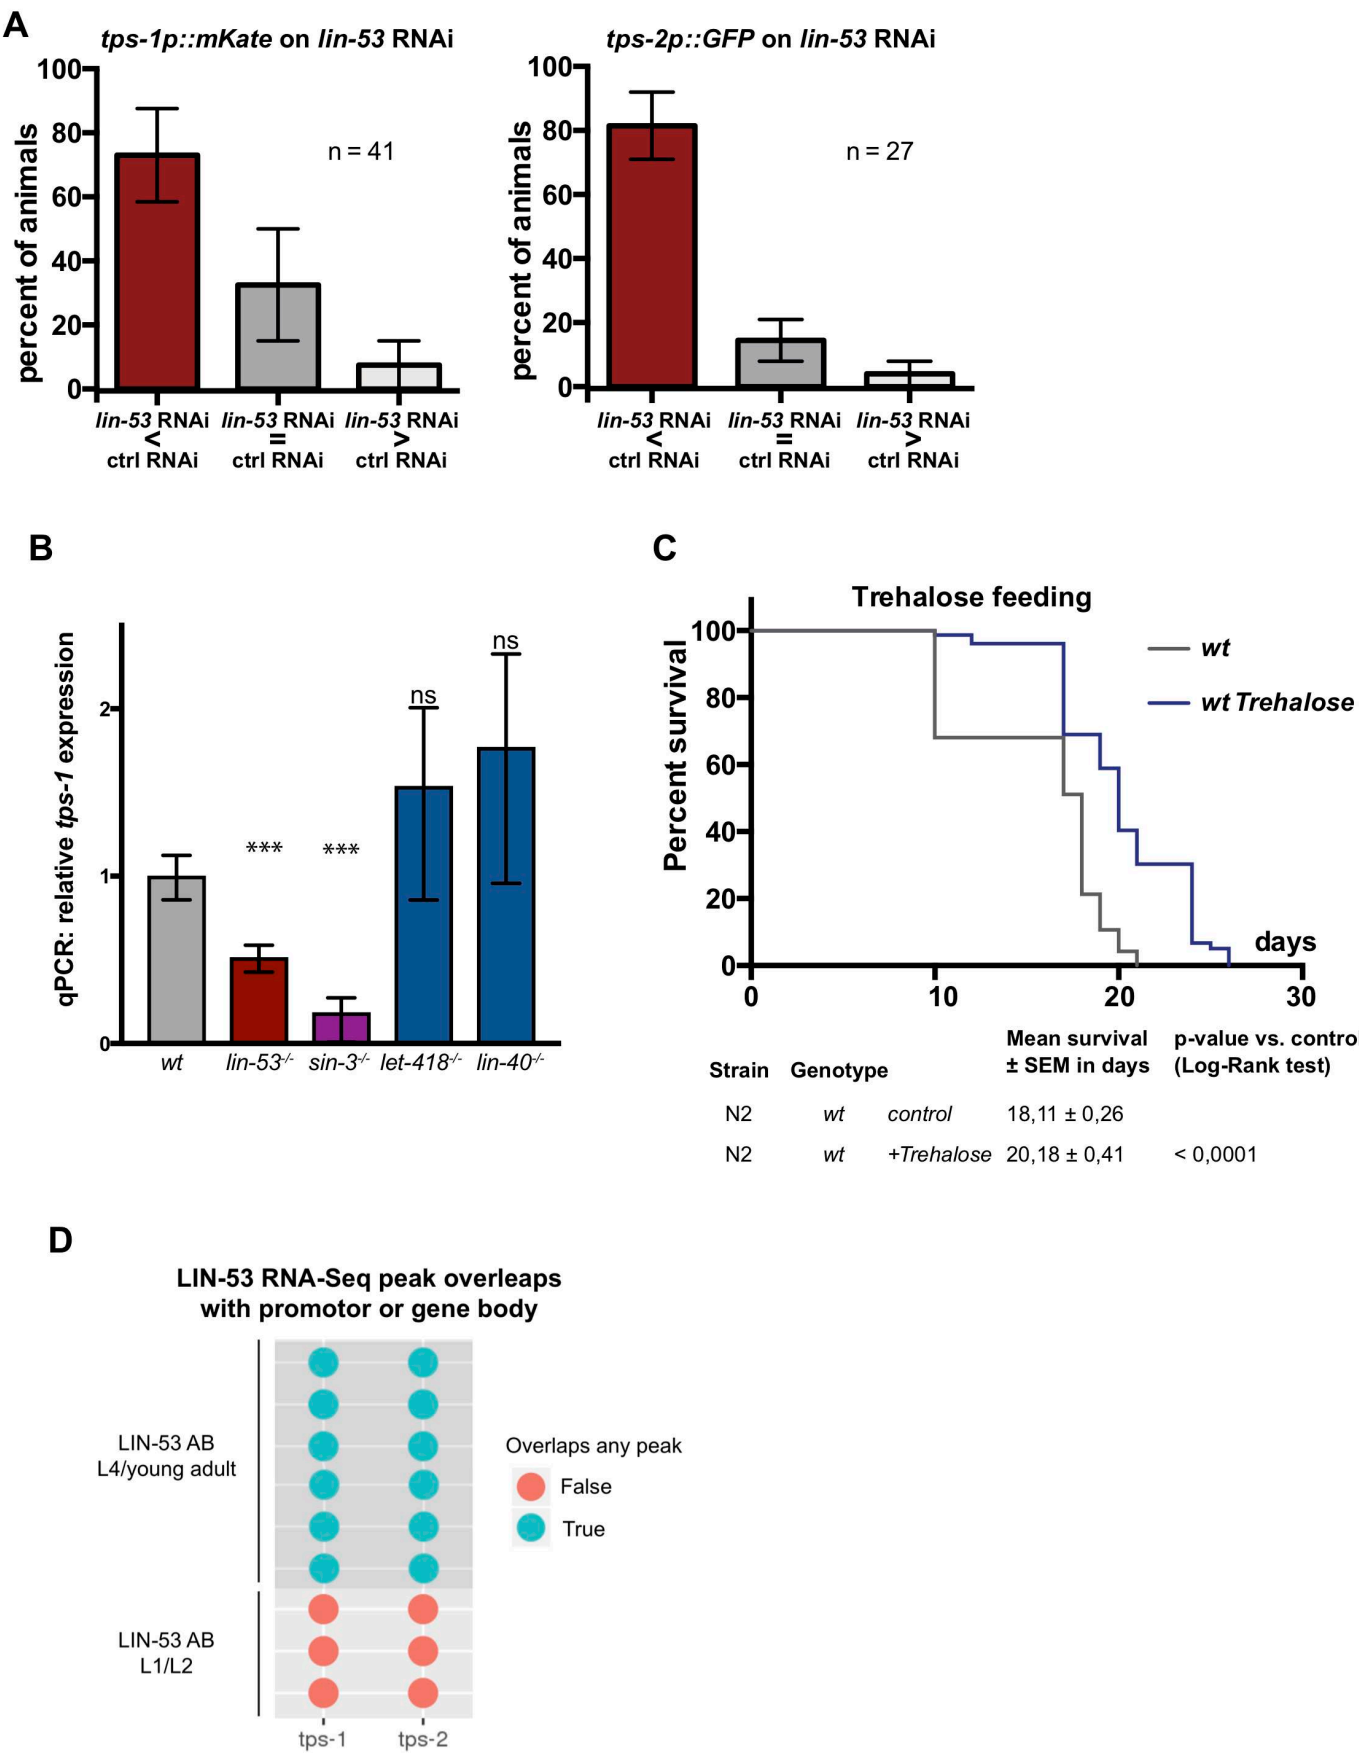 A
tps-1p::mKate on lin-53 RNAi
percent of animals
100
80
60
40
20
0
n = 41
lin-53 RNAi lin-53 RNAi lin-53 RNAi
< = >
ctrl RNAi ctrl RNAi ctrl RNAi
tps-2p::GFP on lin-53 RNAi
percent of animals
100
80
60
40
20
0
n = 27
lin-53 RNAi lin-53 RNAi lin-53 RNAi
< = >
ctrl RNAi ctrl RNAi ctrl RNAi
B
qPCR: relative tps-1 expression
2
1
0
***
***
ns
ns
wt lin-53-/- sin-3-/- let-418-/- lin-40-/-
C
Trehalose feeding
Percent survival
100
80
60
40
20
0
wt
wt Trehalose
days
0 10 20 30
Mean survival p-value vs. contro
Strain Genotype ± SEM in days (Log-Rank test)
N2 wt control 18,11 ± 0,26
N2 wt +Trehalose 20,18 ± 0,41 < 0,0001
D
LIN-53 RNA-Seq peak overleaps
with promotor or gene body
LIN-53 AB
L4/young adult
LIN-53 AB
L1/L2
Overlaps any peak
False
True
tps-1 tps-2